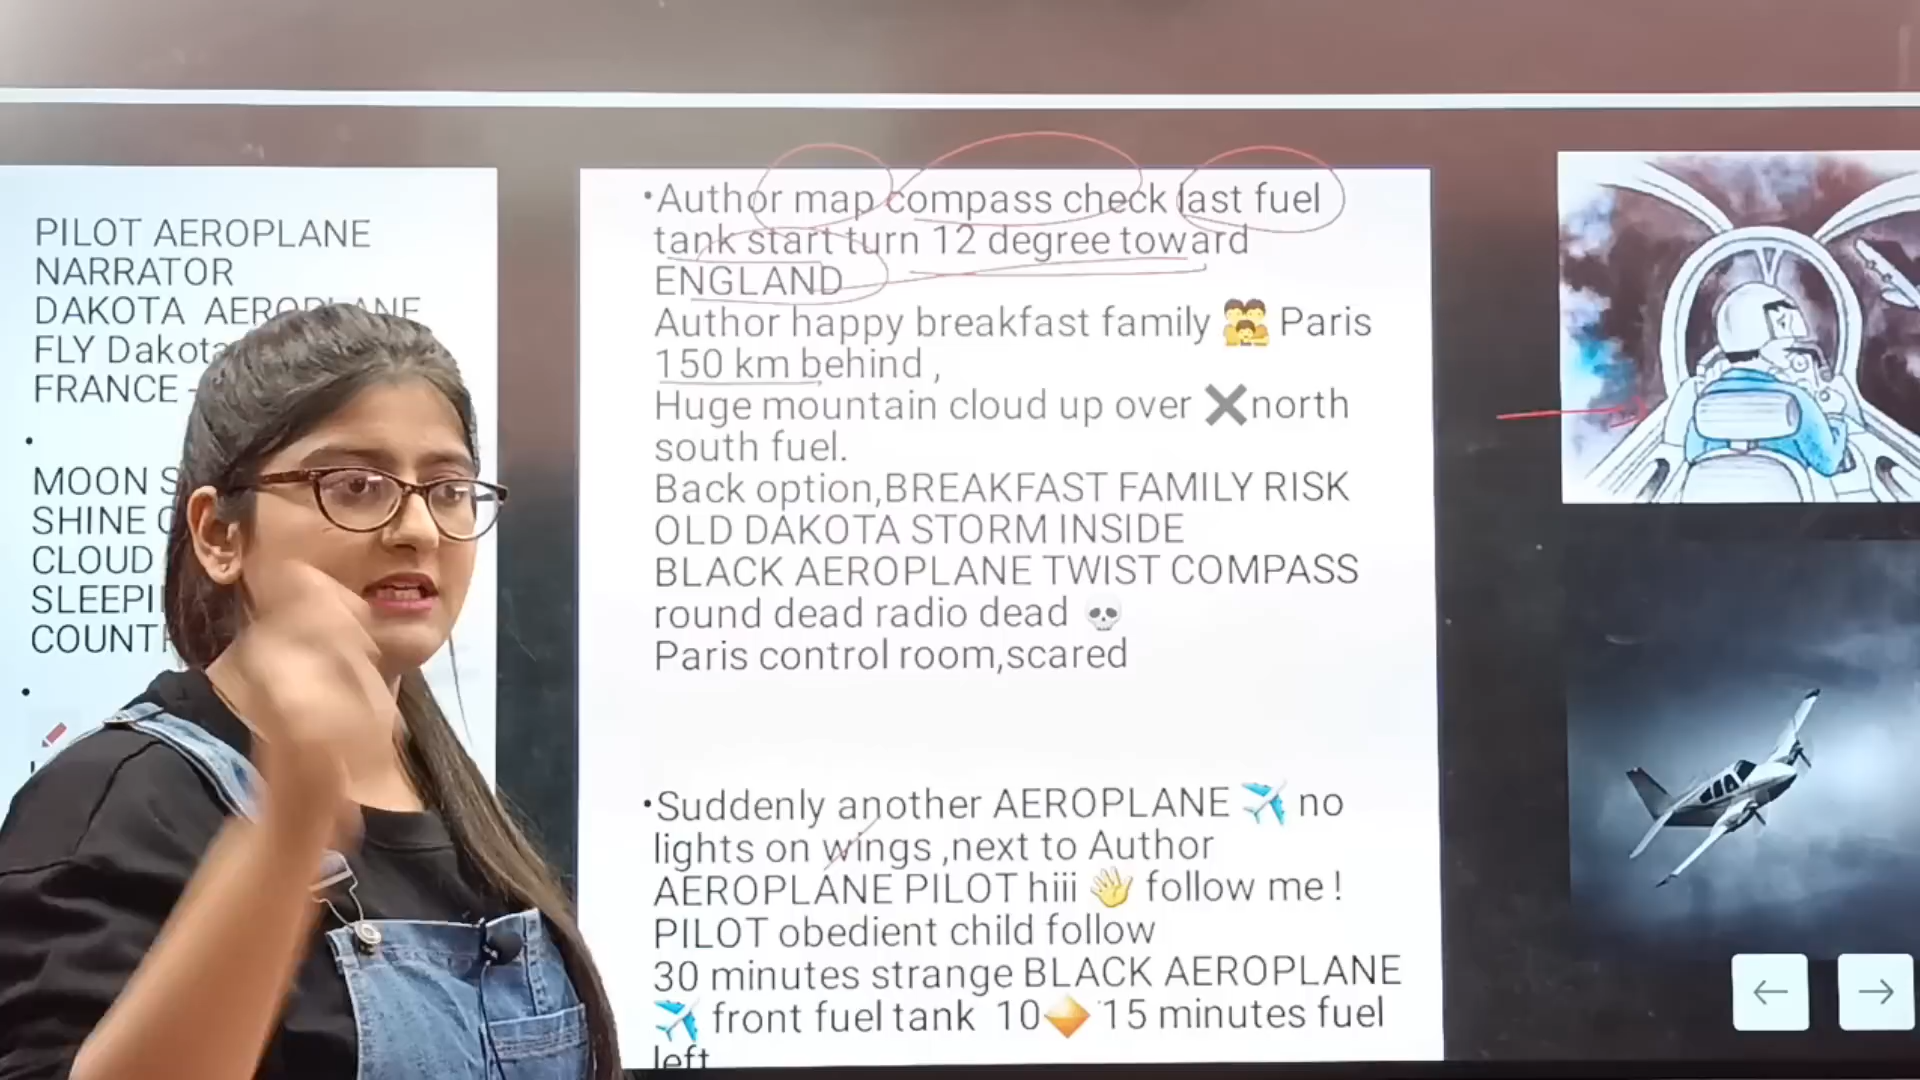 PILOT AEROPLANE
NARRATOR
DAKOTA AEROPLANE
FLY Dakota
FRANCE -
•
MOON S
SHINE
CLOUD
SLEEPI
COUNT
•
•Author map compass check last fuel
tank start turn 12 degree toward
ENGLAND
Author happy breakfast family 👨‍👩‍👦 Paris
150 km behind ,
Huge mountain cloud up over ❌north
south fuel.
Back option,BREAKFAST FAMILY RISK
OLD DAKOTA STORM INSIDE
BLACK AEROPLANE TWIST COMPASS
round dead radio dead 💀
Paris control room,scared
•Suddenly another AEROPLANE ✈️ no
lights on wings ,next to Author
AEROPLANE PILOT hiii 👋 follow me !
PILOT obedient child follow
30 minutes strange BLACK AEROPLANE
✈️ front fuel tank 10🔸15 minutes fuel
left